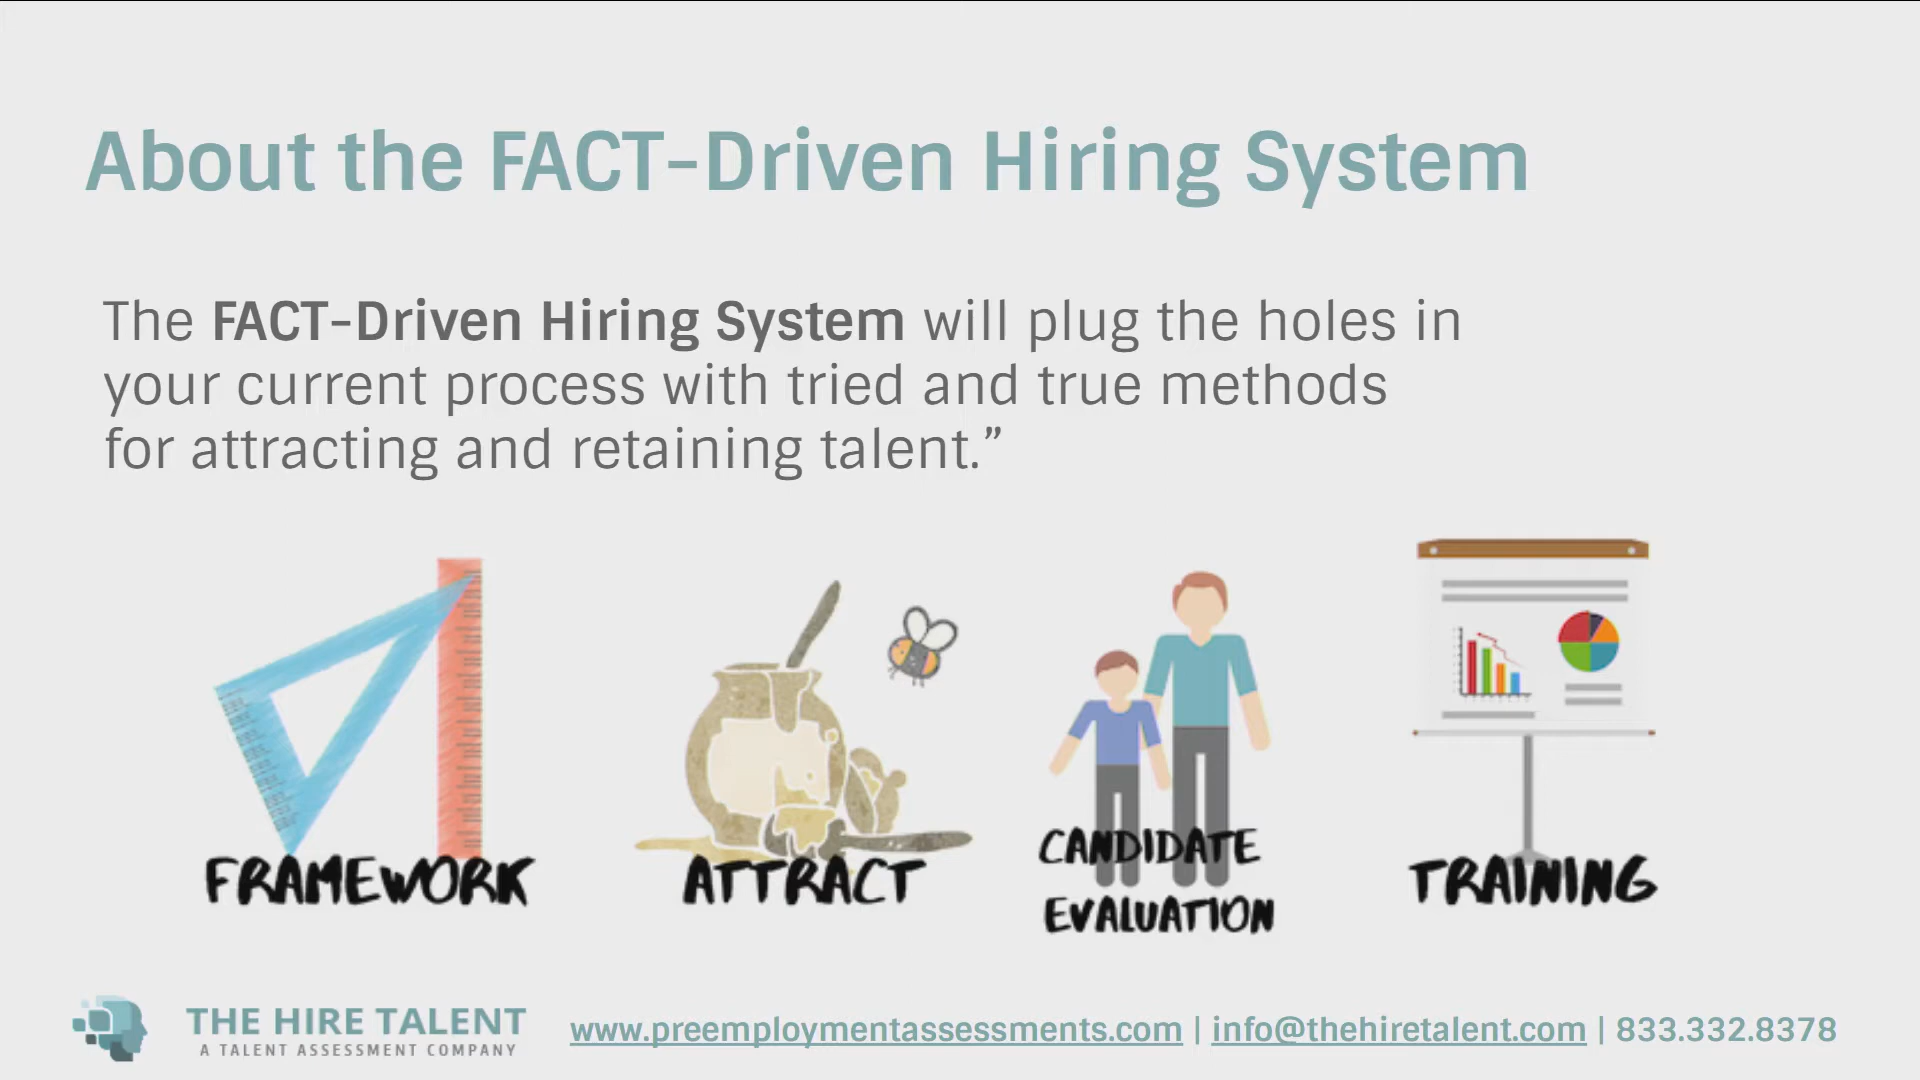 About the FACT-Driven Hiring System
The FACT-Driven Hiring System will plug the holes in
your current process with tried and true methods
for attracting and retaining talent.”
FRAMEWORK
ATTRACT
CANDIDATE
EVALUATION
TRAINING
THE HIRE TALENT
A TALENT ASSESSMENT COMPANY
www.preemploymentassessments.com | info@thehiretalent.com | 833.332.8378